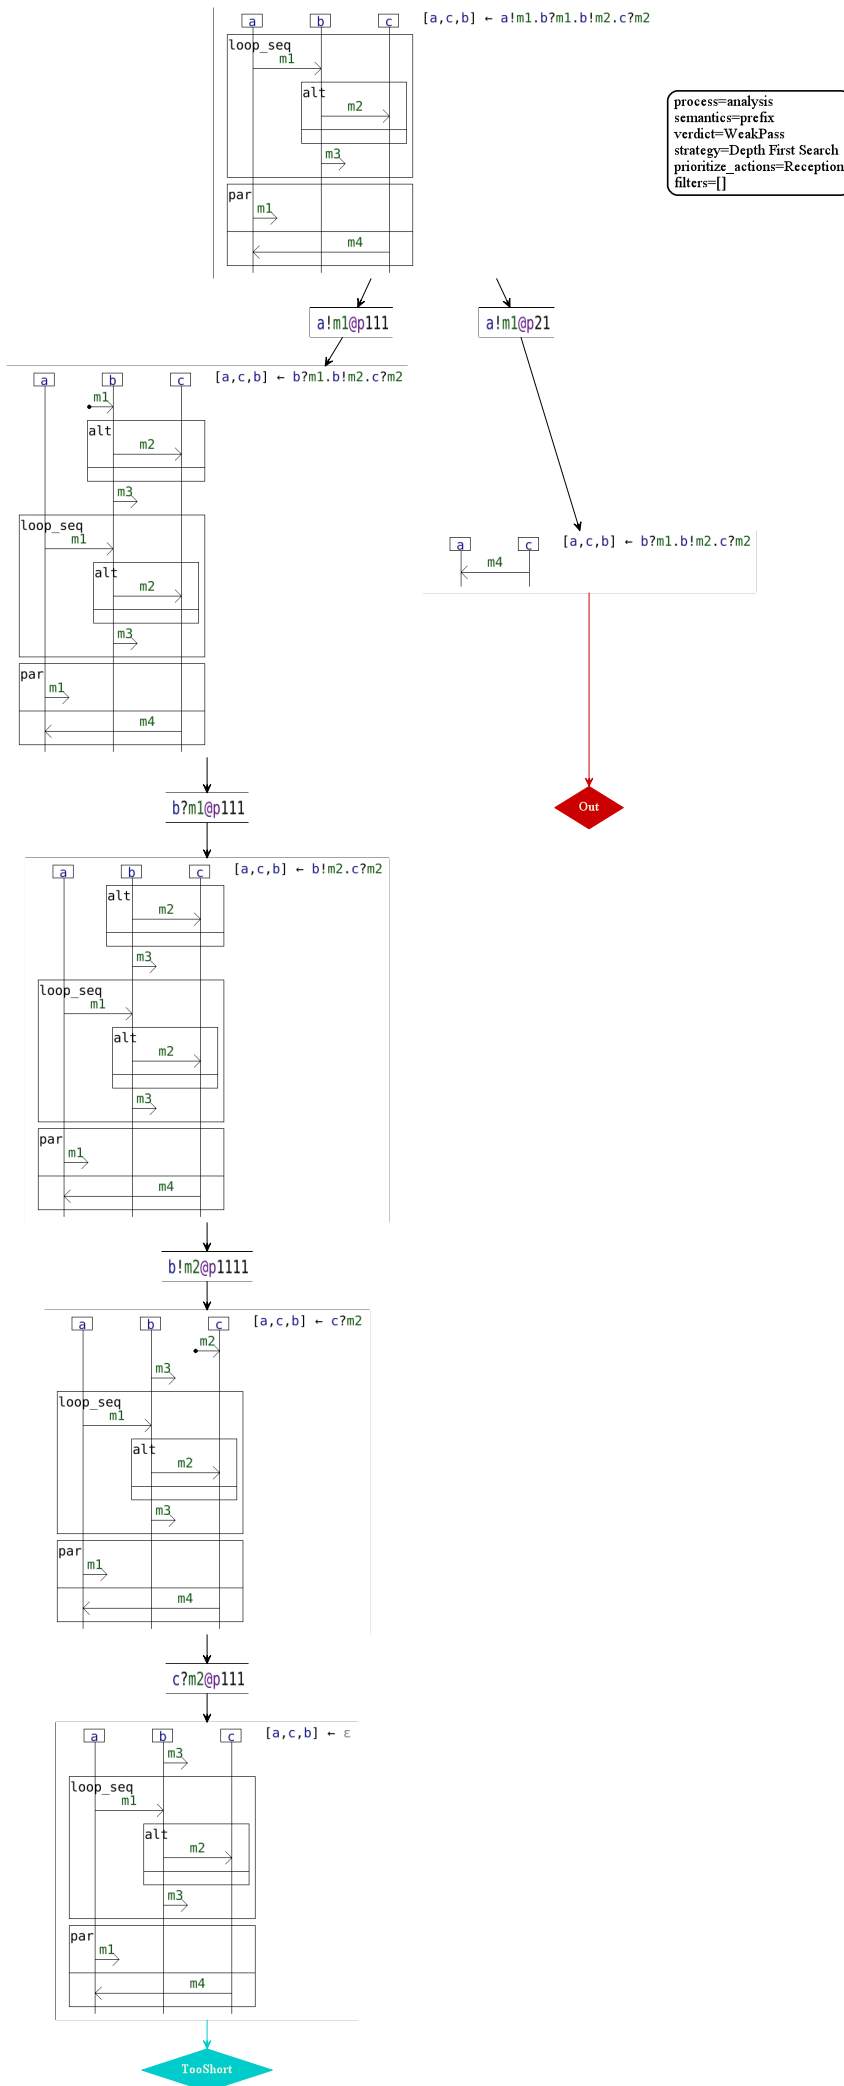 a b c [a,c,b] ← a!m1.b?m1.b!m2.c?m2
loop_seq
m1
alt
m2
m3
par
m1
m4
process=analysis
semantics=prefix
verdict=WeakPass
strategy=Depth First Search
prioritize_actions=Reception
filters=[]
a!m1@p111
a!m1@p21
a b c [a,c,b] ← b?m1.b!m2.c?m2
m1
alt
m2
m3
loop_seq
m1
alt
m2
m3
par
m1
m4
a c [a,c,b] ← b?m1.b!m2.c?m2
m4
Out
b?m1@p111
a b c [a,c,b] ← b!m2.c?m2
alt
m2
m3
loop_seq
m1
alt
m2
m3
par
m1
m4
b!m2@p1111
a b c [a,c,b] ← c?m2
m2
m3
loop_seq
m1
alt
m2
m3
par
m1
m4
c?m2@p111
a b c [a,c,b] ← ε
m3
loop_seq
m1
alt
m2
m3
par
m1
m4
TooShort